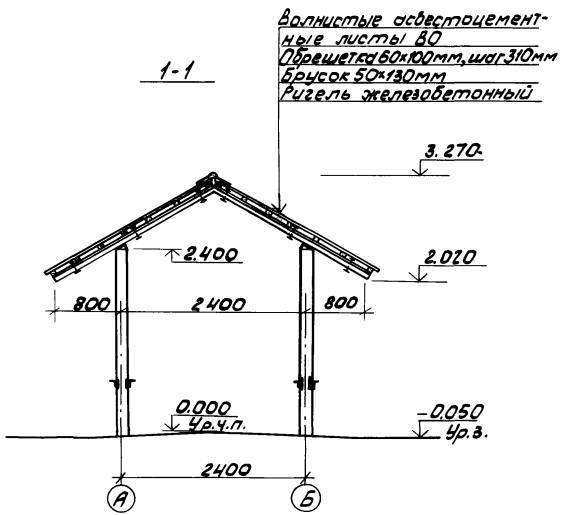 Волнистые асбестоцемент-
ные листы ВО
Обрешетка 60х100мм, шаг 310мм
Брусок 50х130мм
Ригель железобетонный
1-1
3.270
2.400
2.020
800 2400 800
0.000
Ур.ч.п.
-0.050
Ур.з.
2400
А Б